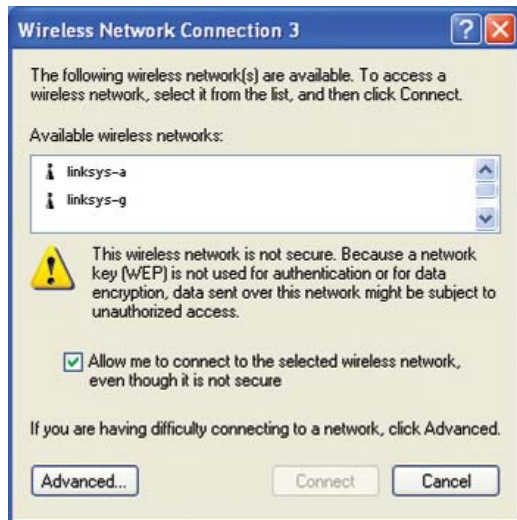 Wireless Network Connection 3
The following wireless network(s) are available. To access a
wireless network, select it from the list, and then click Connect.
Available wireless networks:
linksys-a
linksys-g
This wireless network is not secure. Because a network
key (WEP) is not used for authentication or for data
encryption, data sent over this network might be subject to
unauthorized access.
Allow me to connect to the selected wireless network,
even though it is not secure
If you are having difficulty connecting to a network, click Advanced.
Advanced... Connect Cancel